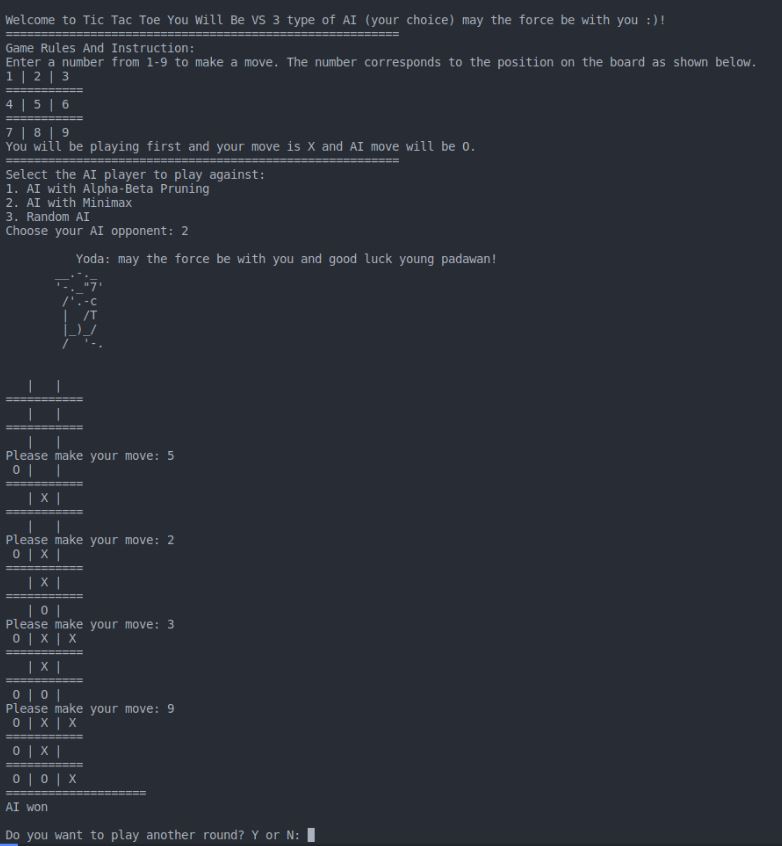 Welcome to Tic Tac Toe You Will Be VS 3 type of AI (your choice) may the force be with you :)!
========================================================
Game Rules And Instruction:
Enter a number from 1-9 to make a move. The number corresponds to the position on the board as shown below.
1 | 2 | 3
===========
4 | 5 | 6
===========
7 | 8 | 9
You will be playing first and your move is X and AI move will be O.
========================================================
Select the AI player to play against:
1. AI with Alpha-Beta Pruning
2. AI with Minimax
3. Random AI
Choose your AI opponent: 2

          Yoda: may the force be with you and good luck young padawan!
       __.-._
       '-._"7'
        /'.-c
        |  /T
        |_)_/
        /  '-.


   |   |
===========
   |   |
===========
   |   |
Please make your move: 5
 O |   |
===========
   | X |
===========
   |   |
Please make your move: 2
 O | X |
===========
   | X |
===========
   | O |
Please make your move: 3
 O | X | X
===========
   | X |
===========
 O | O |
Please make your move: 9
 O | X | X
===========
 O | X |
===========
 O | O | X
====================
AI won

Do you want to play another round? Y or N: